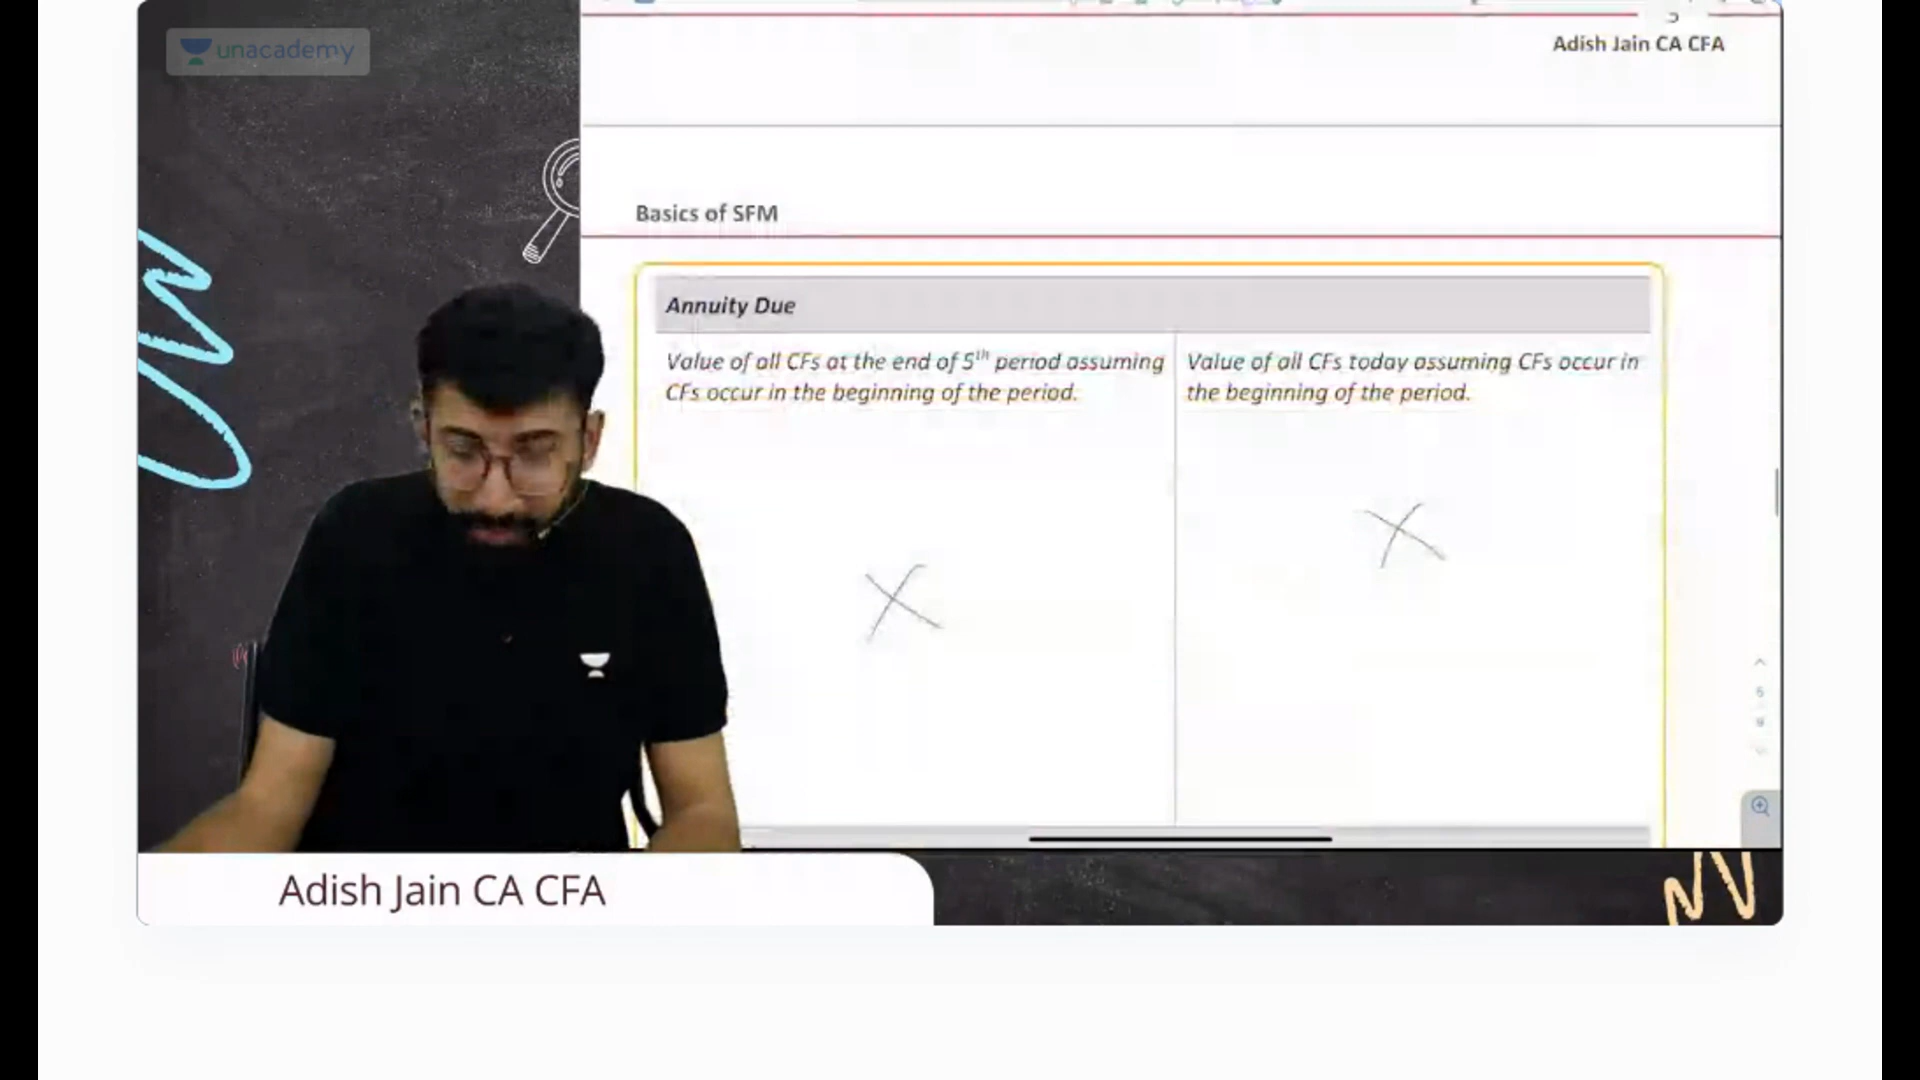 unacademy
Adish Jain CA CFA
Basics of SFM
Annuity Due
Value of all CFs at the end of 5th period assuming
CFs occur in the beginning of the period.
Value of all CFs today assuming CFs occur in
the beginning of the period.
Adish Jain CA CFA